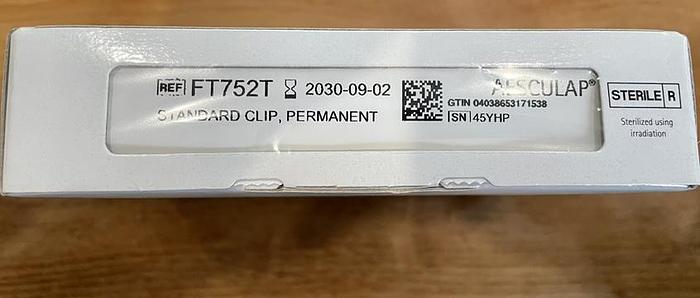 REF FT752T 2030-09-02
STANDARD CLIP, PERMANENT
AESCULAP®
GTIN 04038653171538
SN 45YHP
STERILE R
Sterilized using
irradiation